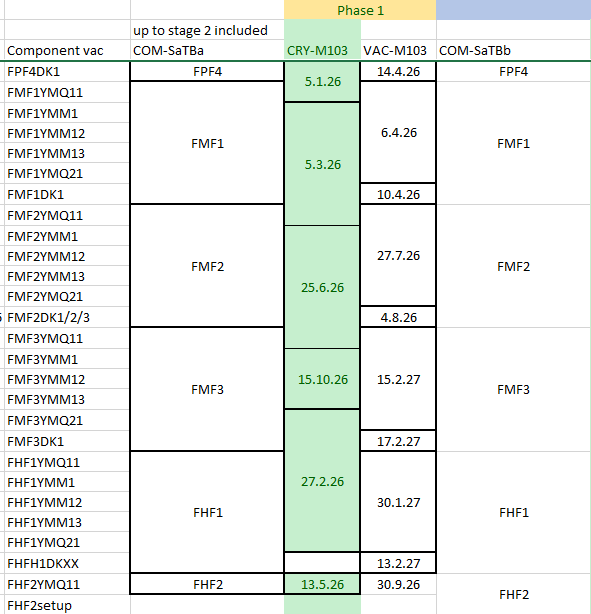 Phase 1
up to stage 2 included
Component vac COM-SaTBa CRY-M103 VAC-M103 COM-SaTBb
FPF4DK1 FPF4 14.4.26 FPF4
5.1.26
FMF1YMQ11
FMF1YMM1
FMF1YMM12 6.4.26
FMF1YMM13 FMF1 5.3.26 FMF1
FMF1YMQ21
FMF1DK1 10.4.26
FMF2YMQ11
FMF2YMM1
FMF2YMM12 27.7.26
FMF2YMM13 FMF2 FMF2
FMF2YMQ21 25.6.26
FMF2DK1/2/3 4.8.26
FMF3YMQ11
FMF3YMM1
FMF3YMM12 15.10.26 15.2.27
FMF3YMM13 FMF3 FMF3
FMF3YMQ21
FMF3DK1 17.2.27
FHF1YMQ11
FHF1YMM1 27.2.26
FHF1YMM12 30.1.27
FHF1YMM13 FHF1 FHF1
FHF1YMQ21
FHFH1DKXX 13.2.27
FHF2YMQ11 FHF2 13.5.26 30.9.26
FHF2
FHF2setup